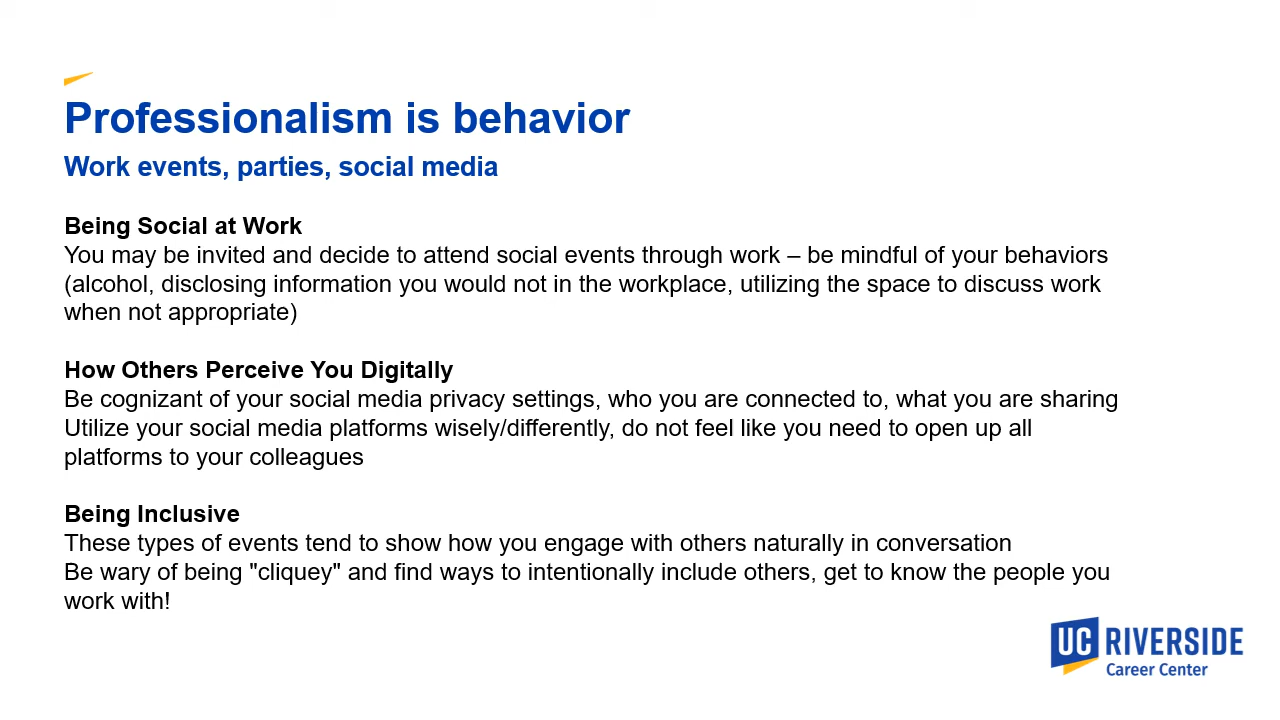 Professionalism is behavior
Work events, parties, social media
Being Social at Work
You may be invited and decide to attend social events through work – be mindful of your behaviors
(alcohol, disclosing information you would not in the workplace, utilizing the space to discuss work
when not appropriate)
How Others Perceive You Digitally
Be cognizant of your social media privacy settings, who you are connected to, what you are sharing
Utilize your social media platforms wisely/differently, do not feel like you need to open up all
platforms to your colleagues
Being Inclusive
These types of events tend to show how you engage with others naturally in conversation
Be wary of being "cliquey" and find ways to intentionally include others, get to know the people you
work with!
UC RIVERSIDE
Career Center